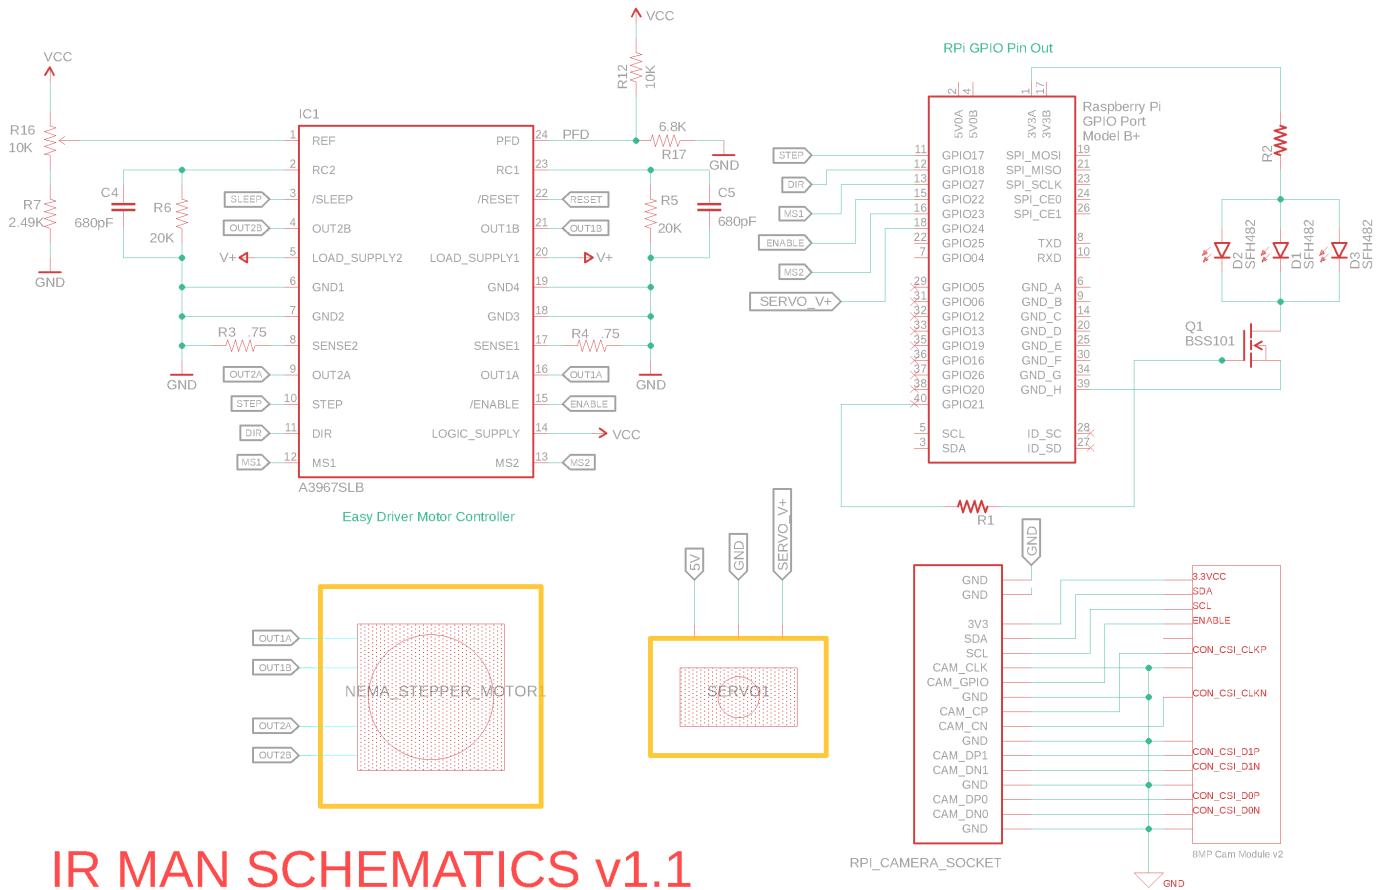 VCC
R16
10K
R7
2.49K
GND
IC1
1 REF
2 RC2
3 /SLEEP
4 OUT2B
5 LOAD_SUPPLY2
6 GND1
7 GND2
8 SENSE2
9 OUT2A
10 STEP
11 DIR
12 MS1
PFD 24
RC1 23
/RESET 22
OUT1B 21
LOAD_SUPPLY1 20
GND4 19
GND3 18
SENSE1 17
OUT1A 16
/ENABLE 15
LOGIC_SUPPLY 14
MS2 13
A3967SLB
Easy Driver Motor Controller
C4
680pF
R6
20K
SLEEP
OUT2B
V+
R3 .75
GND
OUT2A
STEP
DIR
MS1
VCC
R12
10K
PFD
6.8K
R17
GND
RESET
OUT1B
V+
R5
20K
C5
680pF
R4 .75
GND
OUT1A
ENABLE
VCC
MS2
RPi GPIO Pin Out
Raspberry Pi
GPIO Port
Model B+
2 4 1 17
5V0A 5V0B 3V3A 3V3B
STEP
DIR
MS1
ENABLE
MS2
SERVO_V+
11 GPIO17
12 GPIO18
13 GPIO27
15 GPIO22
16 GPIO23
18 GPIO24
22 GPIO25
7 GPIO04
29 GPIO05
31 GPIO06
32 GPIO12
33 GPIO13
35 GPIO19
36 GPIO16
37 GPIO26
38 GPIO20
40 GPIO21
5 SCL
3 SDA
SPI_MOSI 19
SPI_MISO 21
SPI_SCLK 23
SPI_CE0 24
SPI_CE1 26
TXD 8
RXD 10
GND_A 6
GND_B 9
GND_C 14
GND_D 20
GND_E 25
GND_F 30
GND_G 34
GND_H 39
ID_SC 28
ID_SD 27
R2
D2
SFH482
D1
SFH482
D3
SFH482
Q1
BSS101
R1
OUT1A
OUT1B
OUT2A
OUT2B
NEMA_STEPPER_MOTOR1
5V
GND
SERVO_V+
SERVO1
GND
GND
GND
3V3
SDA
SCL
CAM_CLK
CAM_GPIO
GND
CAM_CP
CAM_CN
GND
CAM_DP1
CAM_DN1
GND
CAM_DP0
CAM_DN0
GND
RPI_CAMERA_SOCKET
3.3VCC
SDA
SCL
ENABLE
CON_CSI_CLKP
CON_CSI_CLKN
CON_CSI_D1P
CON_CSI_D1N
CON_CSI_D0P
CON_CSI_D0N
8MP Cam Module v2
GND
IR MAN SCHEMATICS v1.1